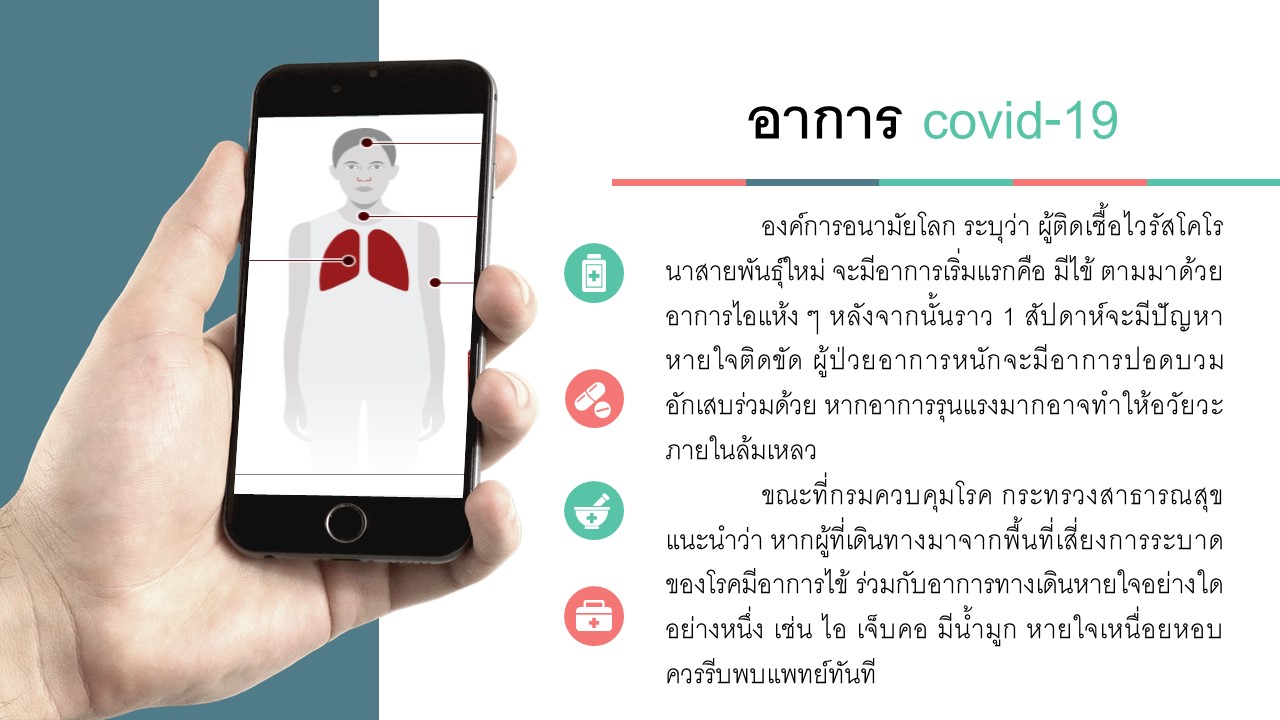 อาการ covid-19
องค์การอนามัยโลก ระบุว่า ผู้ติดเชื้อไวรัสโคโร
นาสายพันธุ์ใหม่ จะมีอาการเริ่มแรกคือ มีไข้ ตามมาด้วย
อาการไอแห้ง ๆ หลังจากนั้นราว 1 สัปดาห์จะมีปัญหา
หายใจติดขัด ผู้ป่วยอาการหนักจะมีอาการปอดบวม
อักเสบร่วมด้วย หากอาการรุนแรงมากอาจทำให้อวัยวะ
ภายในล้มเหลว
ขณะที่กรมควบคุมโรค กระทรวงสาธารณสุข
แนะนำว่า หากผู้ที่เดินทางมาจากพื้นที่เสี่ยงการระบาด
ของโรคมีอาการไข้ ร่วมกับอาการทางเดินหายใจอย่างใด
อย่างหนึ่ง เช่น ไอ เจ็บคอ มีน้ำมูก หายใจเหนื่อยหอบ
ควรรีบพบแพทย์ทันที